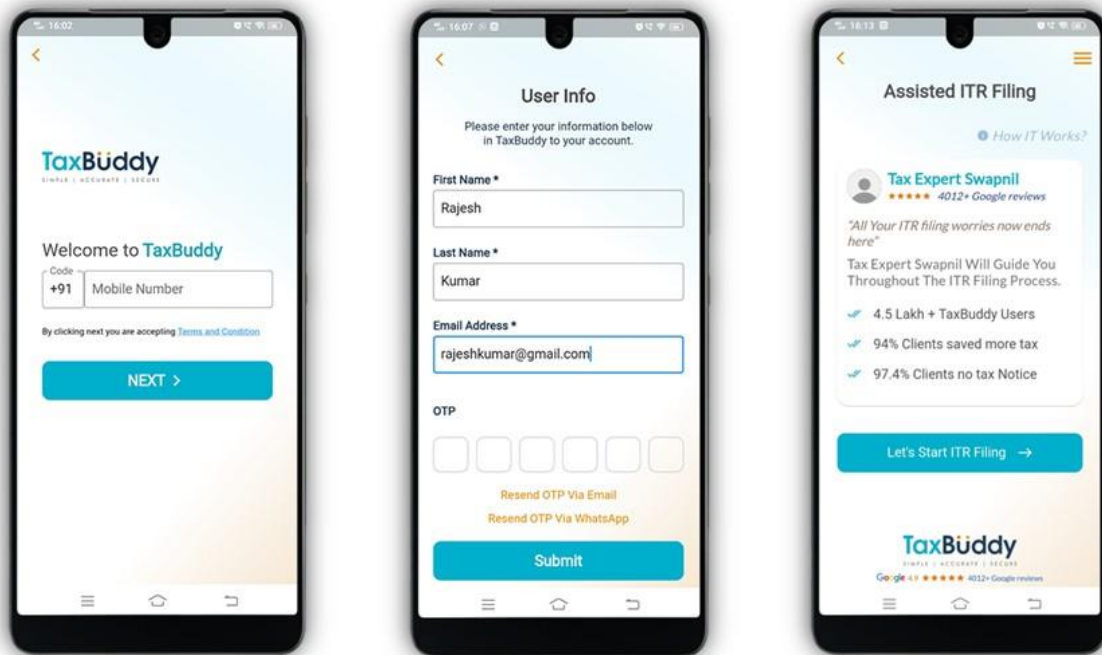 16:02
TaxBuddy
SIMPLE | ACCURATE | SECURE
Welcome to TaxBuddy
Code
+91 Mobile Number
By clicking next you are accepting Terms and Condition
NEXT >
16:07
User Info
Please enter your information below
in TaxBuddy to your account.
First Name *
Rajesh
Last Name *
Kumar
Email Address *
rajeshkumar@gmail.com
OTP
Resend OTP Via Email
Resend OTP Via WhatsApp
Submit
16:13
Assisted ITR Filing
How IT Works?
Tax Expert Swapnil
4012+ Google reviews
"All Your ITR filing worries now ends
here"
Tax Expert Swapnil Will Guide You
Throughout The ITR Filing Process.
4.5 Lakh + TaxBuddy Users
94% Clients saved more tax
97.4% Clients no tax Notice
Let's Start ITR Filing →
TaxBuddy
SIMPLE | ACCURATE | SECURE
Google 4.9 ★★★★★ 4012+ Google reviews